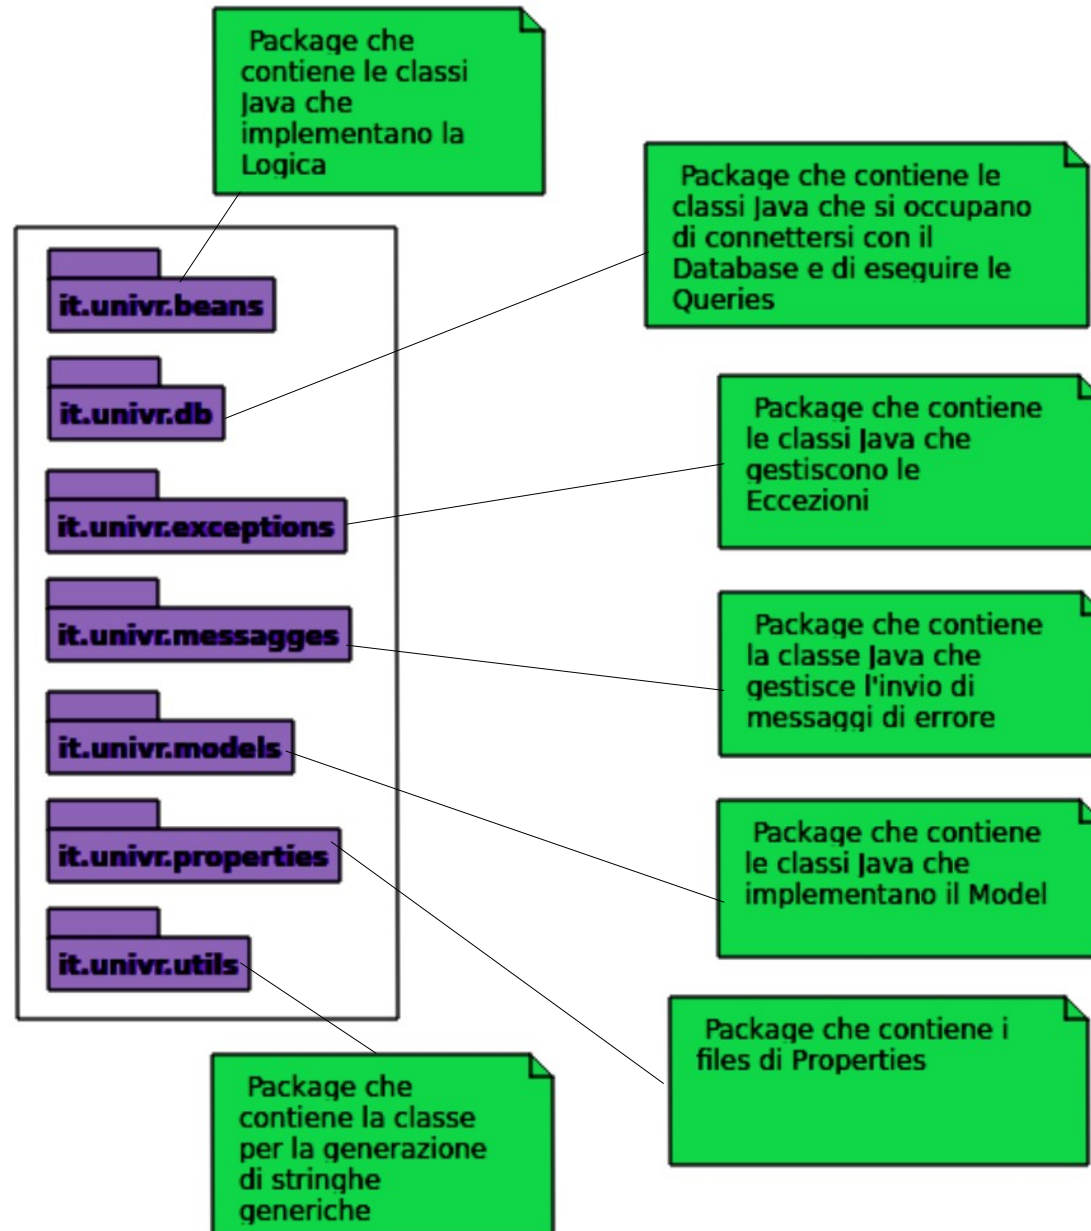 Package che
contiene le classi
Java che
implementano la
Logica
Package che contiene le
classi Java che si occupano
di connettersi con il
Database e di eseguire le
Queries
it.univr.beans
it.univr.db
it.univr.exceptions
it.univr.messagges
it.univr.models
it.univr.properties
it.univr.utils
Package che contiene
le classi Java che
gestiscono le
Eccezioni
Package che contiene
la classe Java che
gestisce l'invio di
messaggi di errore
Package che contiene
le classi Java che
implementano il Model
Package che contiene i
files di Properties
Package che
contiene la classe
per la generazione
di stringhe
generiche